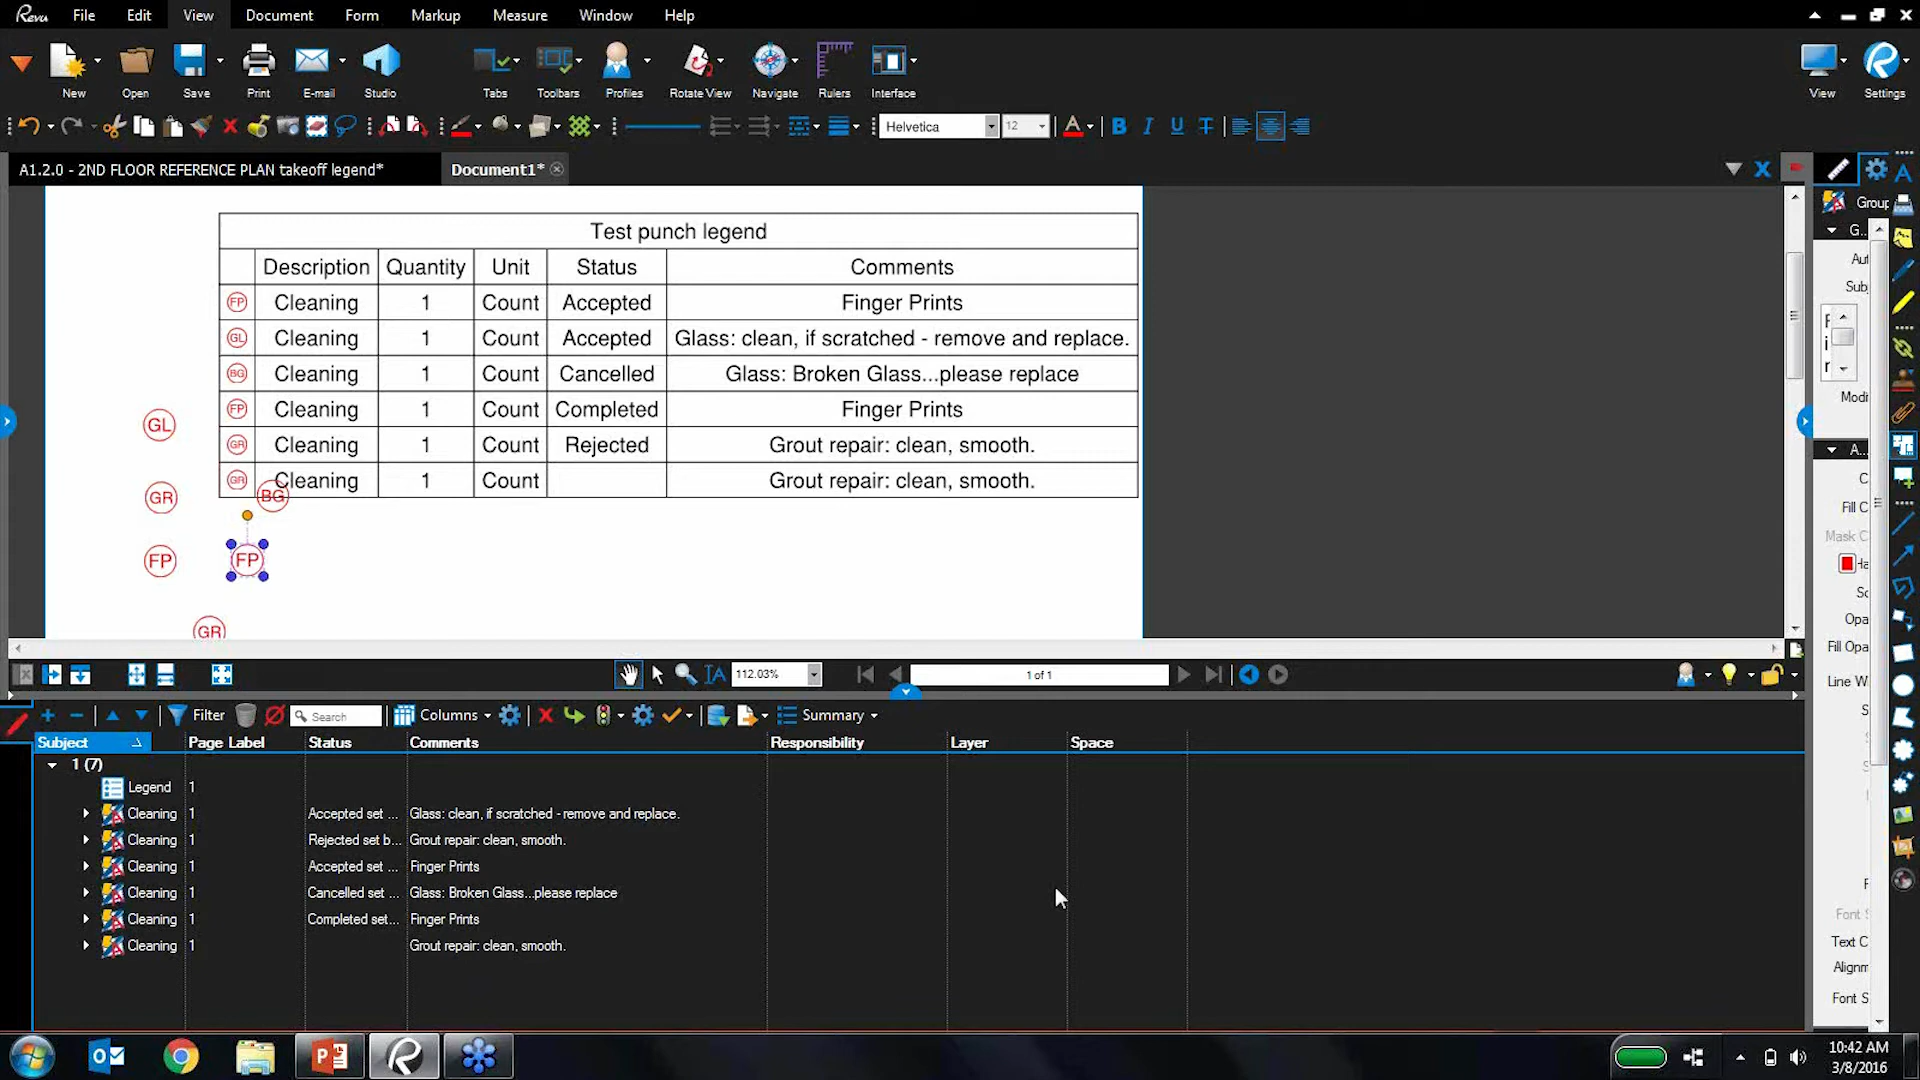 Revu File Edit View Document Form Markup Measure Window Help
New Open Save Print E-mail Studio Tabs Toolbars Profiles Rotate View Navigate Rulers Interface View Settings
Helvetica 12 A B I U T
A1.2.0 - 2ND FLOOR REFERENCE PLAN takeoff legend* Document1*
Test punch legend
Description Quantity Unit Status Comments
FP Cleaning 1 Count Accepted Finger Prints
GL Cleaning 1 Count Accepted Glass: clean, if scratched - remove and replace.
BG Cleaning 1 Count Cancelled Glass: Broken Glass...please replace
FP Cleaning 1 Count Completed Finger Prints
GR Cleaning 1 Count Rejected Grout repair: clean, smooth.
GR Cleaning 1 Count Grout repair: clean, smooth.
GL
GR BG
FP FP
GR
Group
G...
Aut
Subj
Modi
A...
C
Fill C
Mask C
Ha
Sc
Opa
Fill Opa
Line W
S
F
Font S
Text C
Alignm
Font S
112.03% 1 of 1
Filter Search Columns Summary
Subject Page Label Status Comments Responsibility Layer Space
1 (7)
Legend 1
Cleaning 1 Accepted set ... Glass: clean, if scratched - remove and replace.
Cleaning 1 Rejected set b... Grout repair: clean, smooth.
Cleaning 1 Accepted set ... Finger Prints
Cleaning 1 Cancelled set ... Glass: Broken Glass...please replace
Cleaning 1 Completed set... Finger Prints
Cleaning 1 Grout repair: clean, smooth.
10:42 AM
3/8/2016